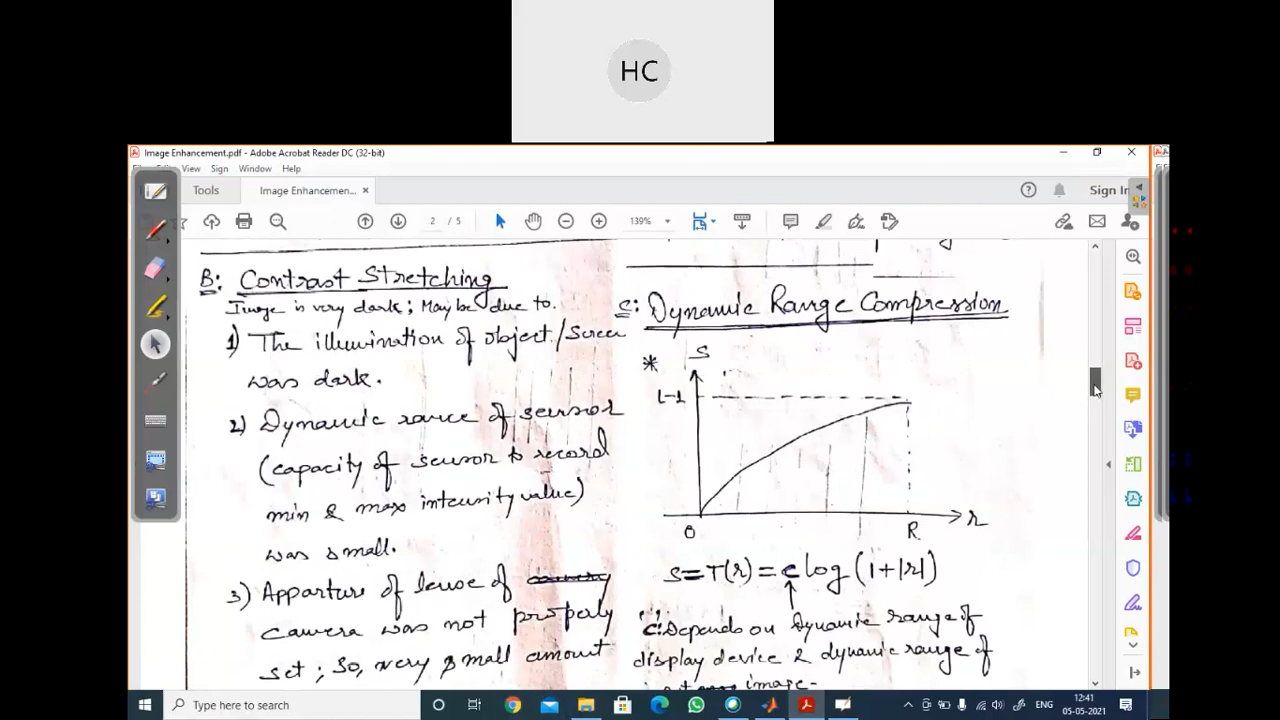 HC
Image Enhancement.pdf - Adobe Acrobat Reader DC (32-bit)
View Sign Window Help
Tools Image Enhancemen... × Sign In
2 / 5 139%
B: Contrast Stretching
Image is very dark; May be due to.
1) The illumination of object/Screen
was dark.
2) Dynamic range of sensor
(capacity of sensor to record
min & max intensity value)
was small.
3) Apparture of lense of
camera was not properly
set; so, very small amount
C: Dynamic Range Compression
* S
L-1
0 R r
S=T(r)= c log (1+|r|)
'c': Depends on Dynamic range of
display device & dynamic range of
image.
Type here to search
ENG
12:41
05-05-2021